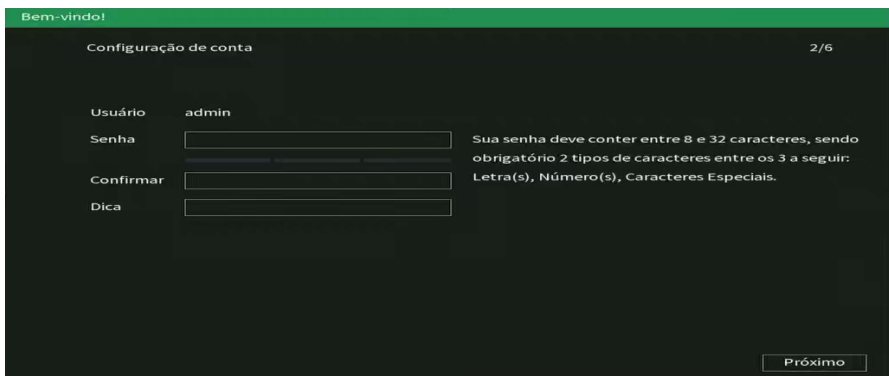 Bem-vindo!
Configuração de conta
2/6
Usuário admin
Senha
Sua senha deve conter entre 8 e 32 caracteres, sendo
obrigatório 2 tipos de caracteres entre os 3 a seguir:
Letra(s), Número(s), Caracteres Especiais.
Confirmar
Dica
Próximo